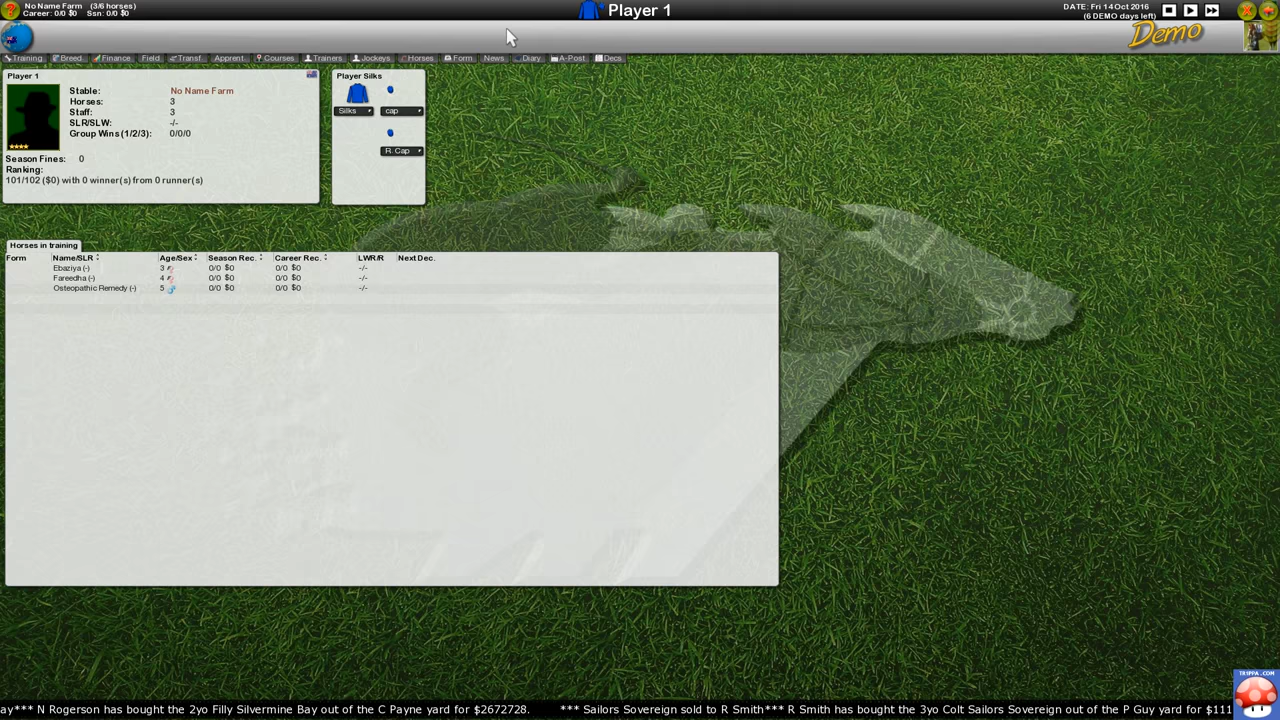 No Name Farm (3/6 horses)
Career: 0/0 $0 Ssn: 0/0 $0
Player 1
DATE: Fri 14 Oct 2016
(6 DEMO days left)
Demo
Training Breed. Finance Field Transf. Apprent. Courses Trainers Jockeys Horses Form News Diary A-Post Decs
Player 1
Stable: No Name Farm
Horses: 3
Staff: 3
SLR/SLW: -/-
Group Wins (1/2/3): 0/0/0
Season Fines: 0
Ranking:
101/102 ($0) with 0 winner(s) from 0 runner(s)
Player Silks
Silks cap
R. Cap
Horses in training
Form Name/SLR Age/Sex Season Rec. Career Rec. LWR/R Next Dec.
Ebaziya (-) 3 0/0 $0 0/0 $0 -/-
Fareedha (-) 4 0/0 $0 0/0 $0 -/-
Osteopathic Remedy (-) 5 0/0 $0 0/0 $0 -/-
TR1PPA.COM
ay*** N Rogerson has bought the 2yo Filly Silvermine Bay out of the C Payne yard for $2672728. *** Sailors Sovereign sold to R Smith*** R Smith has bought the 3yo Colt Sailors Sovereign out of the P Guy yard for $111